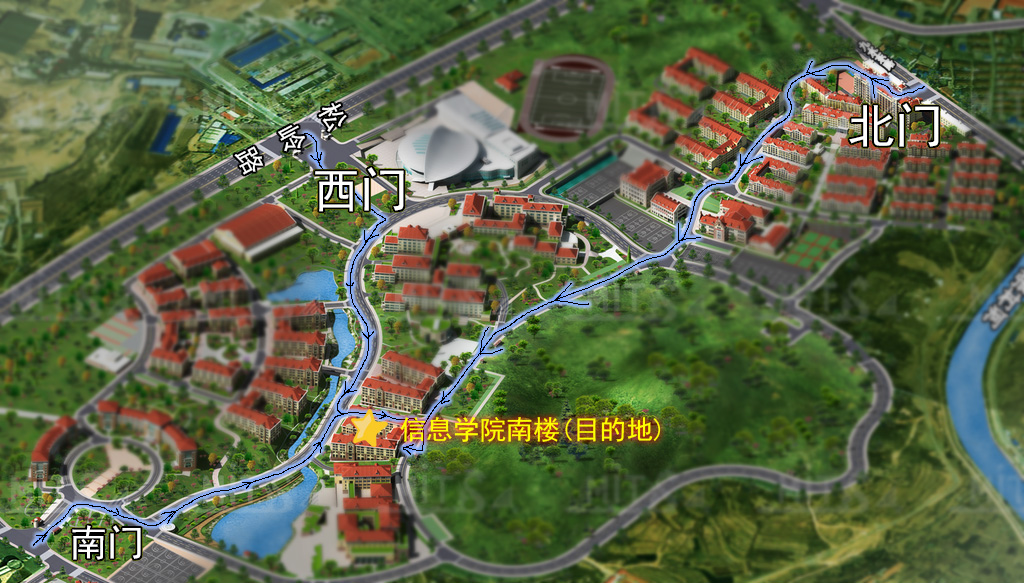 松岭路
西门
北门
信息学院南楼(目的地)
南门